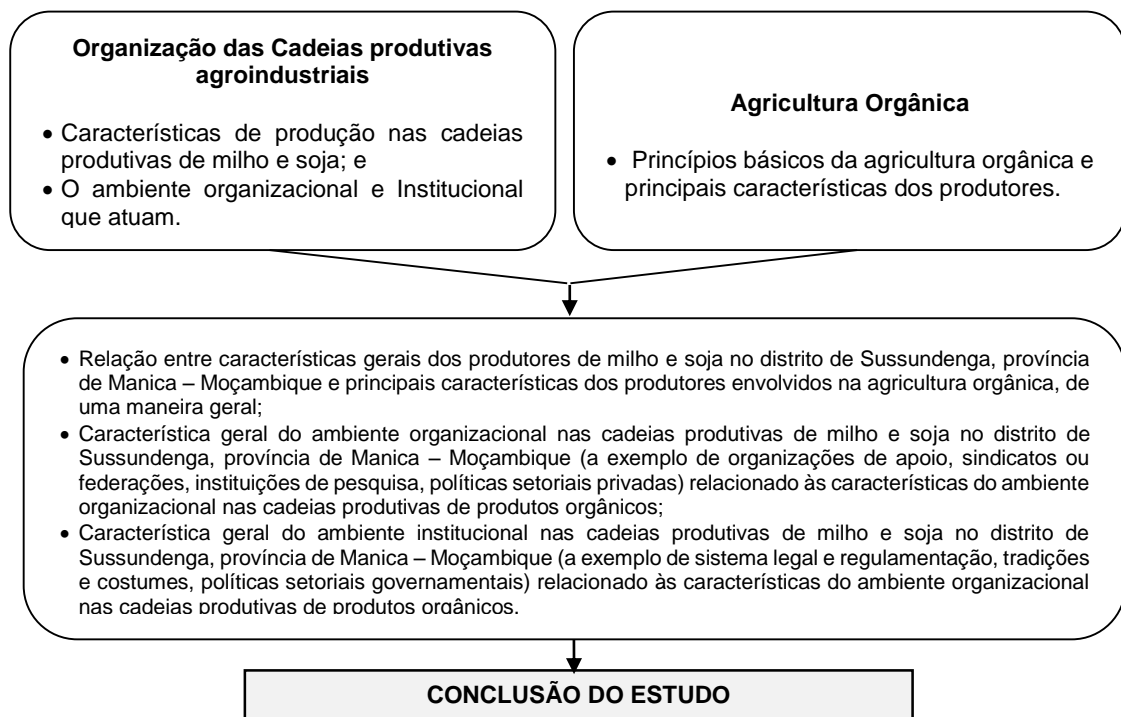 Organização das Cadeias produtivas
agroindustriais
• Características de produção nas cadeias
produtivas de milho e soja; e
• O ambiente organizacional e Institucional
que atuam.
Agricultura Orgânica
• Princípios básicos da agricultura orgânica e
principais características dos produtores.
• Relação entre características gerais dos produtores de milho e soja no distrito de Sussundenga, província
de Manica – Moçambique e principais características dos produtores envolvidos na agricultura orgânica, de
uma maneira geral;
• Característica geral do ambiente organizacional nas cadeias produtivas de milho e soja no distrito de
Sussundenga, província de Manica – Moçambique (a exemplo de organizações de apoio, sindicatos ou
federações, instituições de pesquisa, políticas setoriais privadas) relacionado às características do ambiente
organizacional nas cadeias produtivas de produtos orgânicos;
• Característica geral do ambiente institucional nas cadeias produtivas de milho e soja no distrito de
Sussundenga, província de Manica – Moçambique (a exemplo de sistema legal e regulamentação, tradições
e costumes, políticas setoriais governamentais) relacionado às características do ambiente organizacional
nas cadeias produtivas de produtos orgânicos.
CONCLUSÃO DO ESTUDO